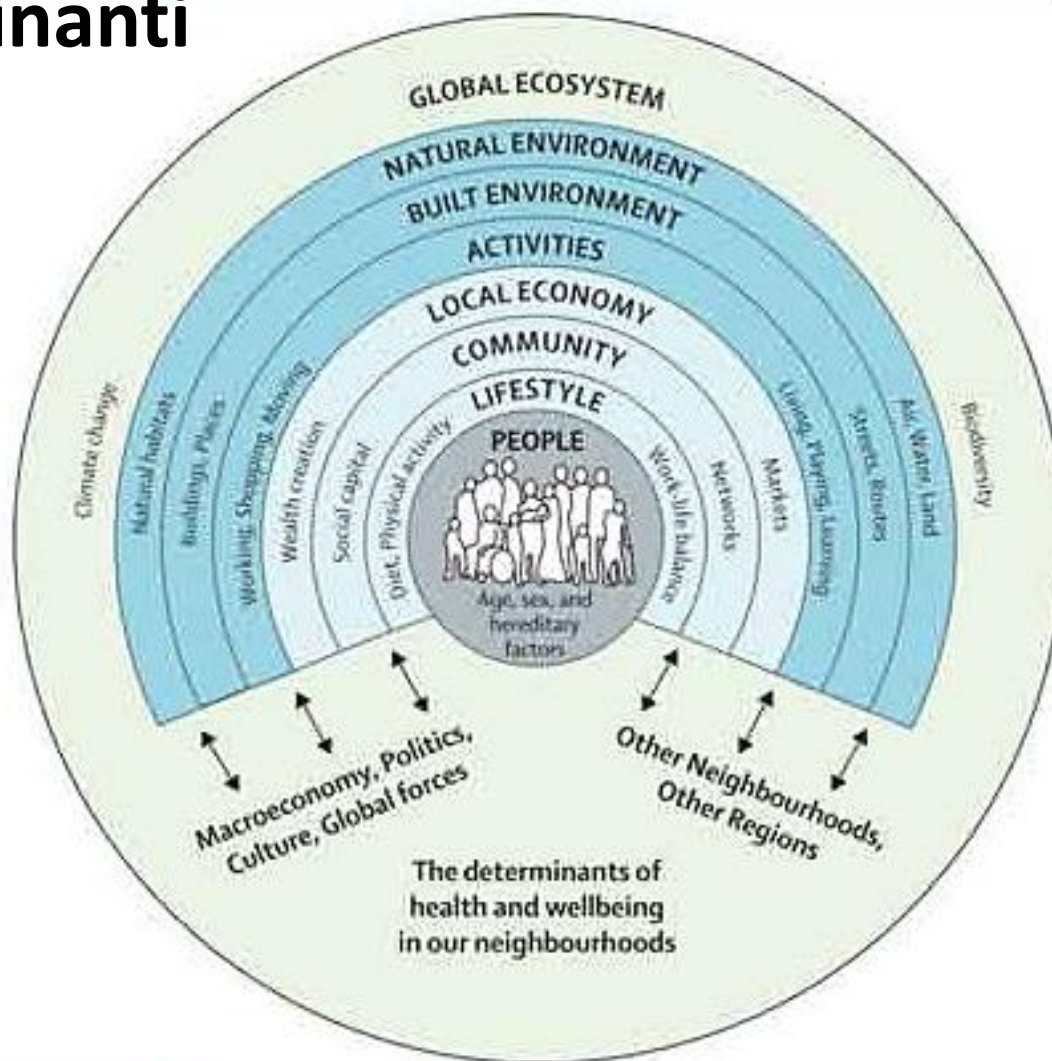 inanti
GLOBAL ECOSYSTEM
NATURAL ENVIRONMENT
BUILT ENVIRONMENT
ACTIVITIES
LOCAL ECONOMY
COMMUNITY
LIFESTYLE
PEOPLE
Age, sex, and
hereditary
factors
Climate change
Natural habitats
Buildings, Places
Working, Shopping, Moving
Wealth creation
Social capital
Diet, Physical activity
Work-life balance
Networks
Markets
Living, Playing, Learning
Streets, Routes
Air, Water, Land
Biodiversity
Macroeconomy, Politics,
Culture, Global forces
Other Neighbourhoods,
Other Regions
The determinants of
health and wellbeing
in our neighbourhoods